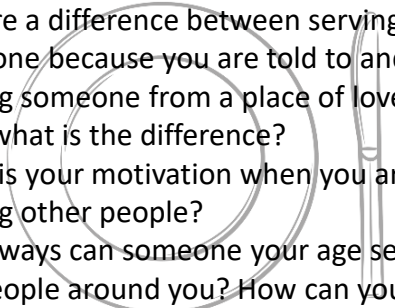 re a difference between serving
one because you are told to and
g someone from a place of love
what is the difference?
is your motivation when you ar
g other people?
ways can someone your age se
eople around you? How can you